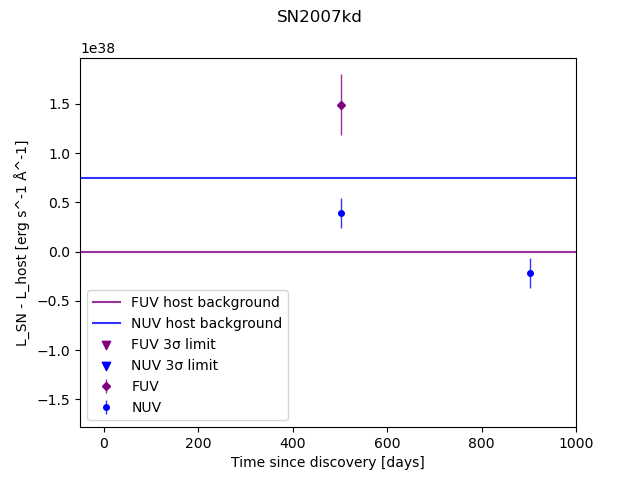 SN2007kd
1e38
L_SN - L_host [erg s^-1 Å^-1]
1.5
1.0
0.5
0.0
−0.5
−1.0
−1.5
FUV host background
NUV host background
FUV 3σ limit
NUV 3σ limit
FUV
NUV
0 200 400 600 800 1000
Time since discovery [days]